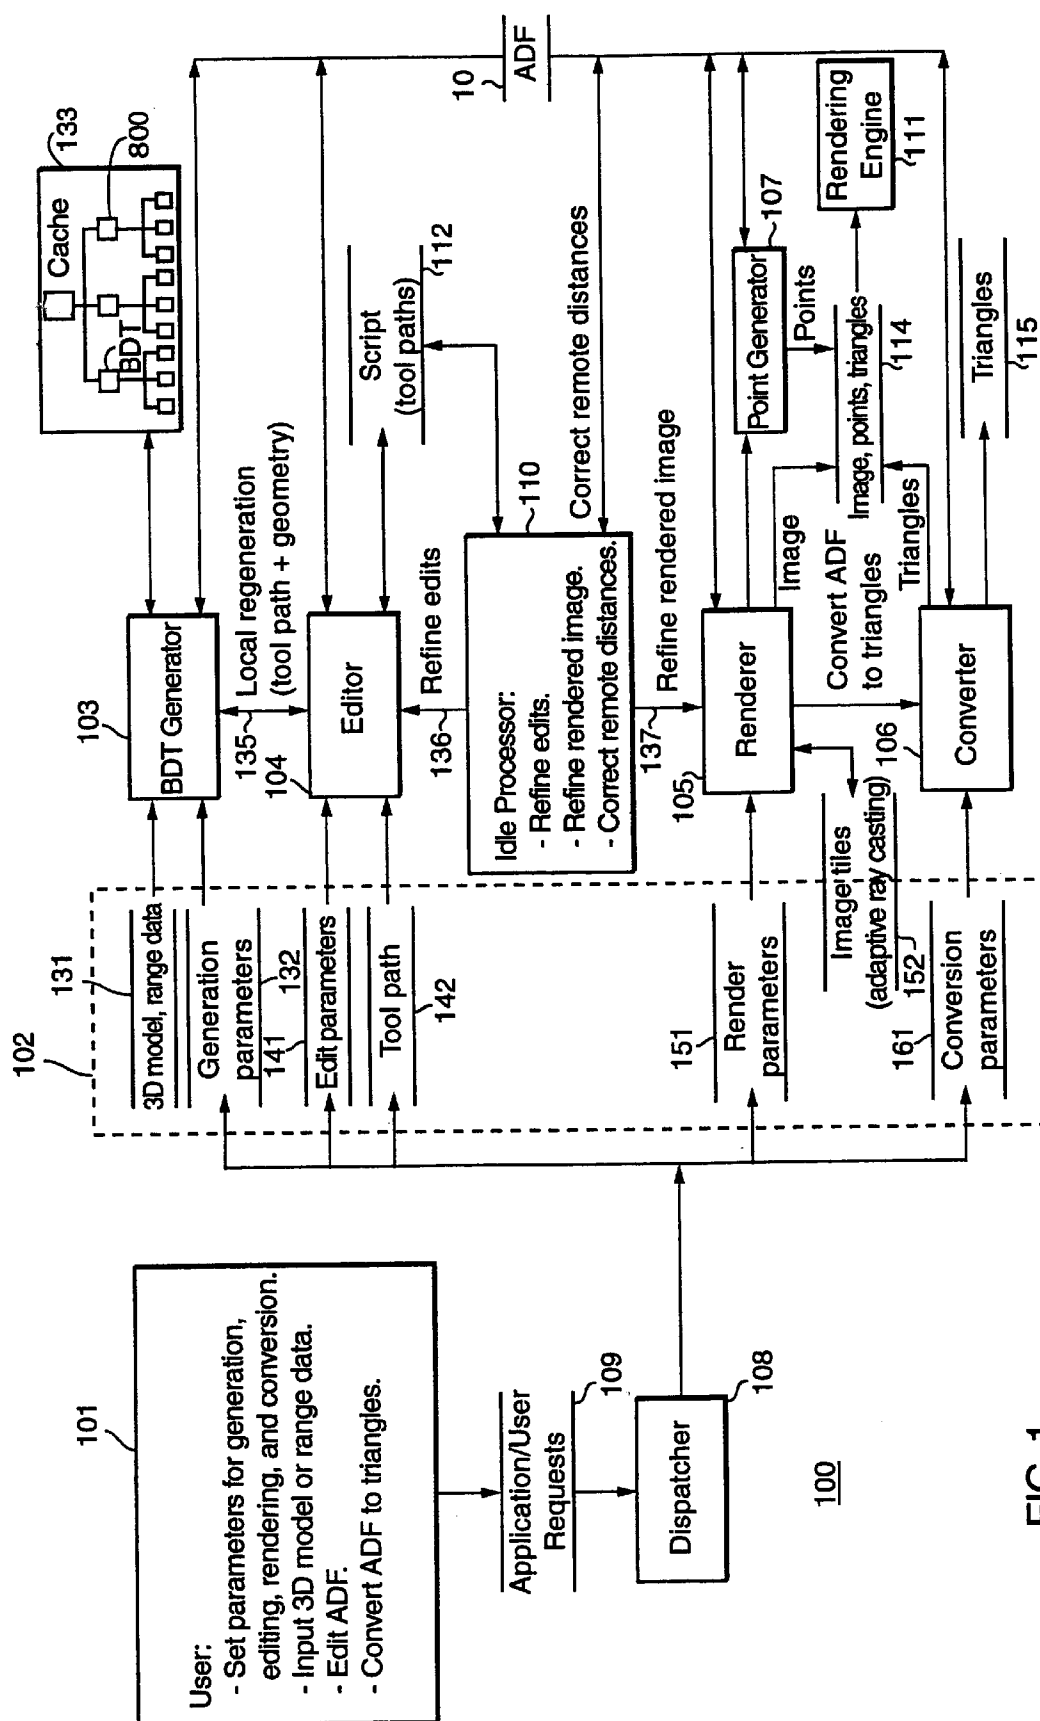 101
User:
- Set parameters for generation,
editing, rendering, and conversion.
- Input 3D model or range data.
- Edit ADF.
- Convert ADF to triangles.
Application/User
Requests
109
Dispatcher
108
100
102
131
3D model, range data
Generation
parameters
132
141
Edit parameters
Tool path
142
151
Render
parameters
Image tiles
(adaptive ray casting)
152
161
Conversion
parameters
103
BDT Generator
135
Local regeneration
(tool path + geometry)
104
Editor
136
Refine edits
Idle Processor:
- Refine edits.
- Refine rendered image.
- Correct remote distances.
110
137
Refine rendered image
105
Renderer
Convert ADF
to triangles
106
Converter
Cache
BDT
133
800
Script
(tool paths)
112
Correct remote distances
10
ADF
Point Generator
107
Points
Image
Image, points, triangles
114
Triangles
Rendering
Engine
111
Triangles
115
FIG. 1